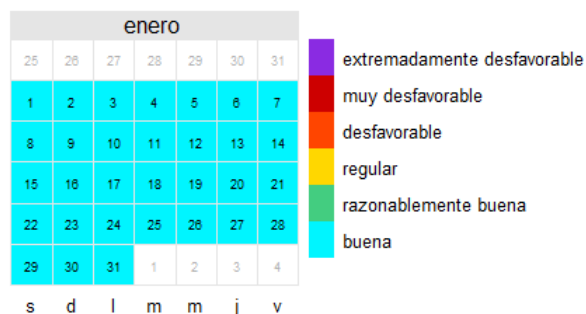 enero
25 26 27 28 29 30 31
1 2 3 4 5 6 7
8 9 10 11 12 13 14
15 16 17 18 19 20 21
22 23 24 25 26 27 28
29 30 31 1 2 3 4
s d l m m j v
extremadamente desfavorable
muy desfavorable
desfavorable
regular
razonablemente buena
buena